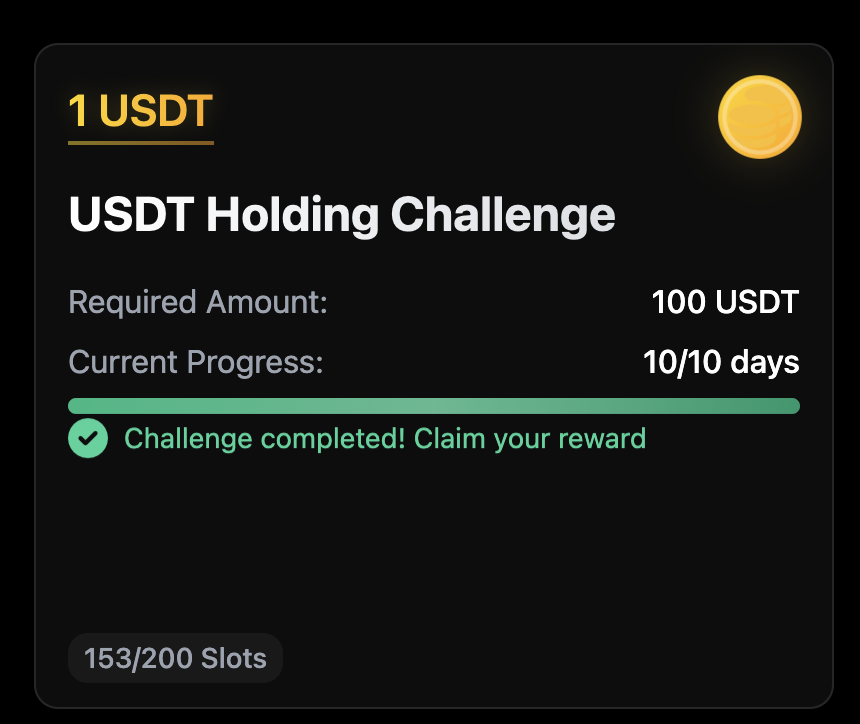 1 USDT
USDT Holding Challenge
Required Amount: 100 USDT
Current Progress: 10/10 days
Challenge completed! Claim your reward
153/200 Slots